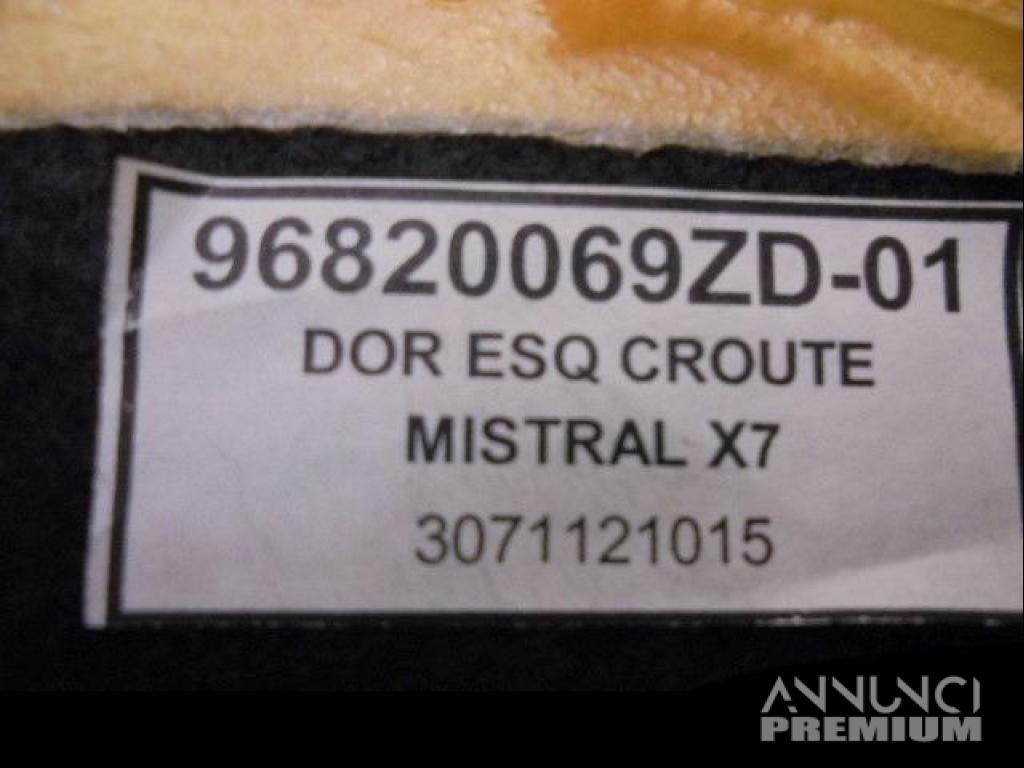 96820069ZD-01
DOR ESQ CROUTE
MISTRAL X7
3071121015
ANNUNCI
PREMIUM